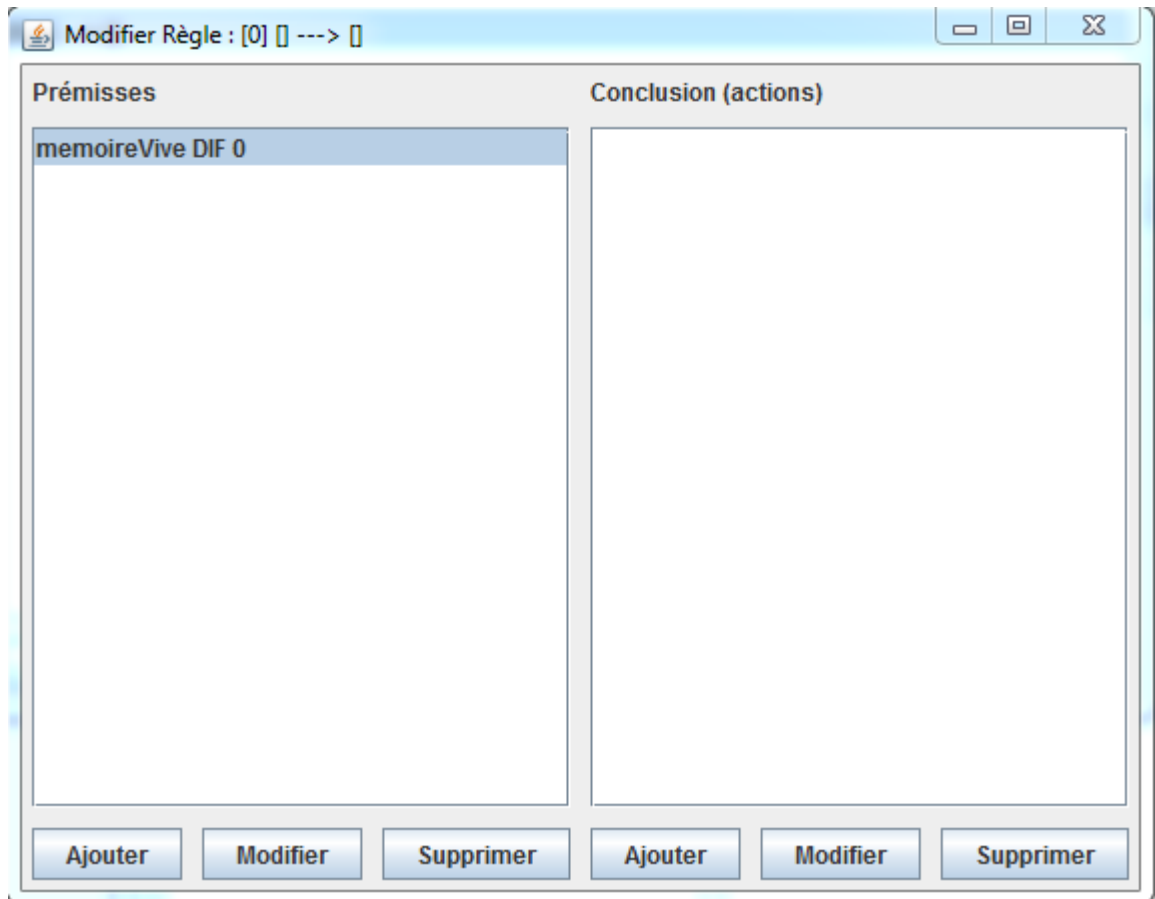 Modifier Règle : [0] [] ---> []
Prémisses
Conclusion (actions)
memoireVive DIF 0
Ajouter
Modifier
Supprimer
Ajouter
Modifier
Supprimer